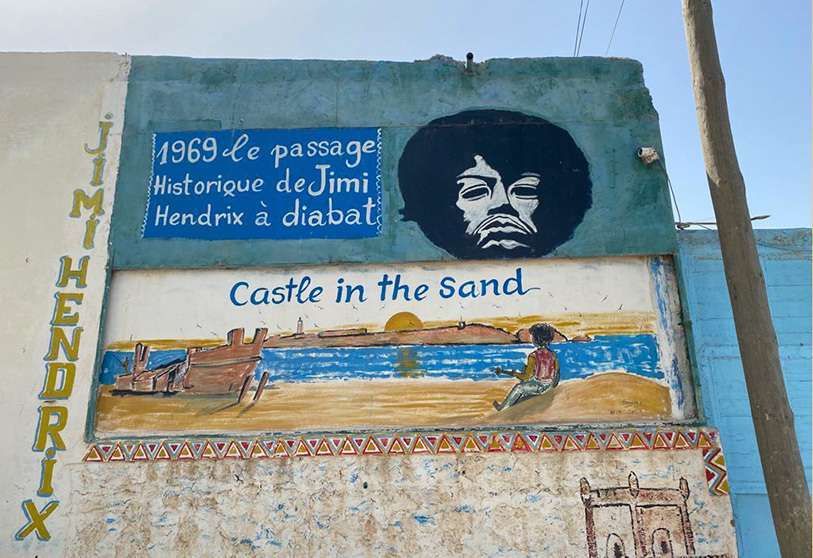 JiMi HENDRIX
1969 le passage
Historique de Jimi
Hendrix à diabat
Castle in the Sand